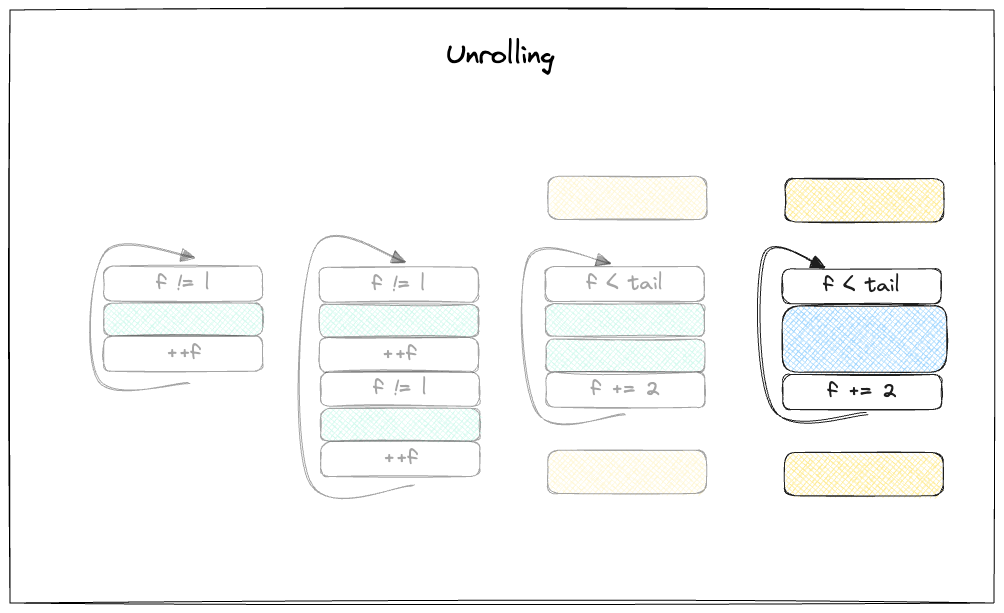 Unrolling
f != l
++f
f != l
++f
f != l
++f
f < tail
f += 2
f < tail
f += 2